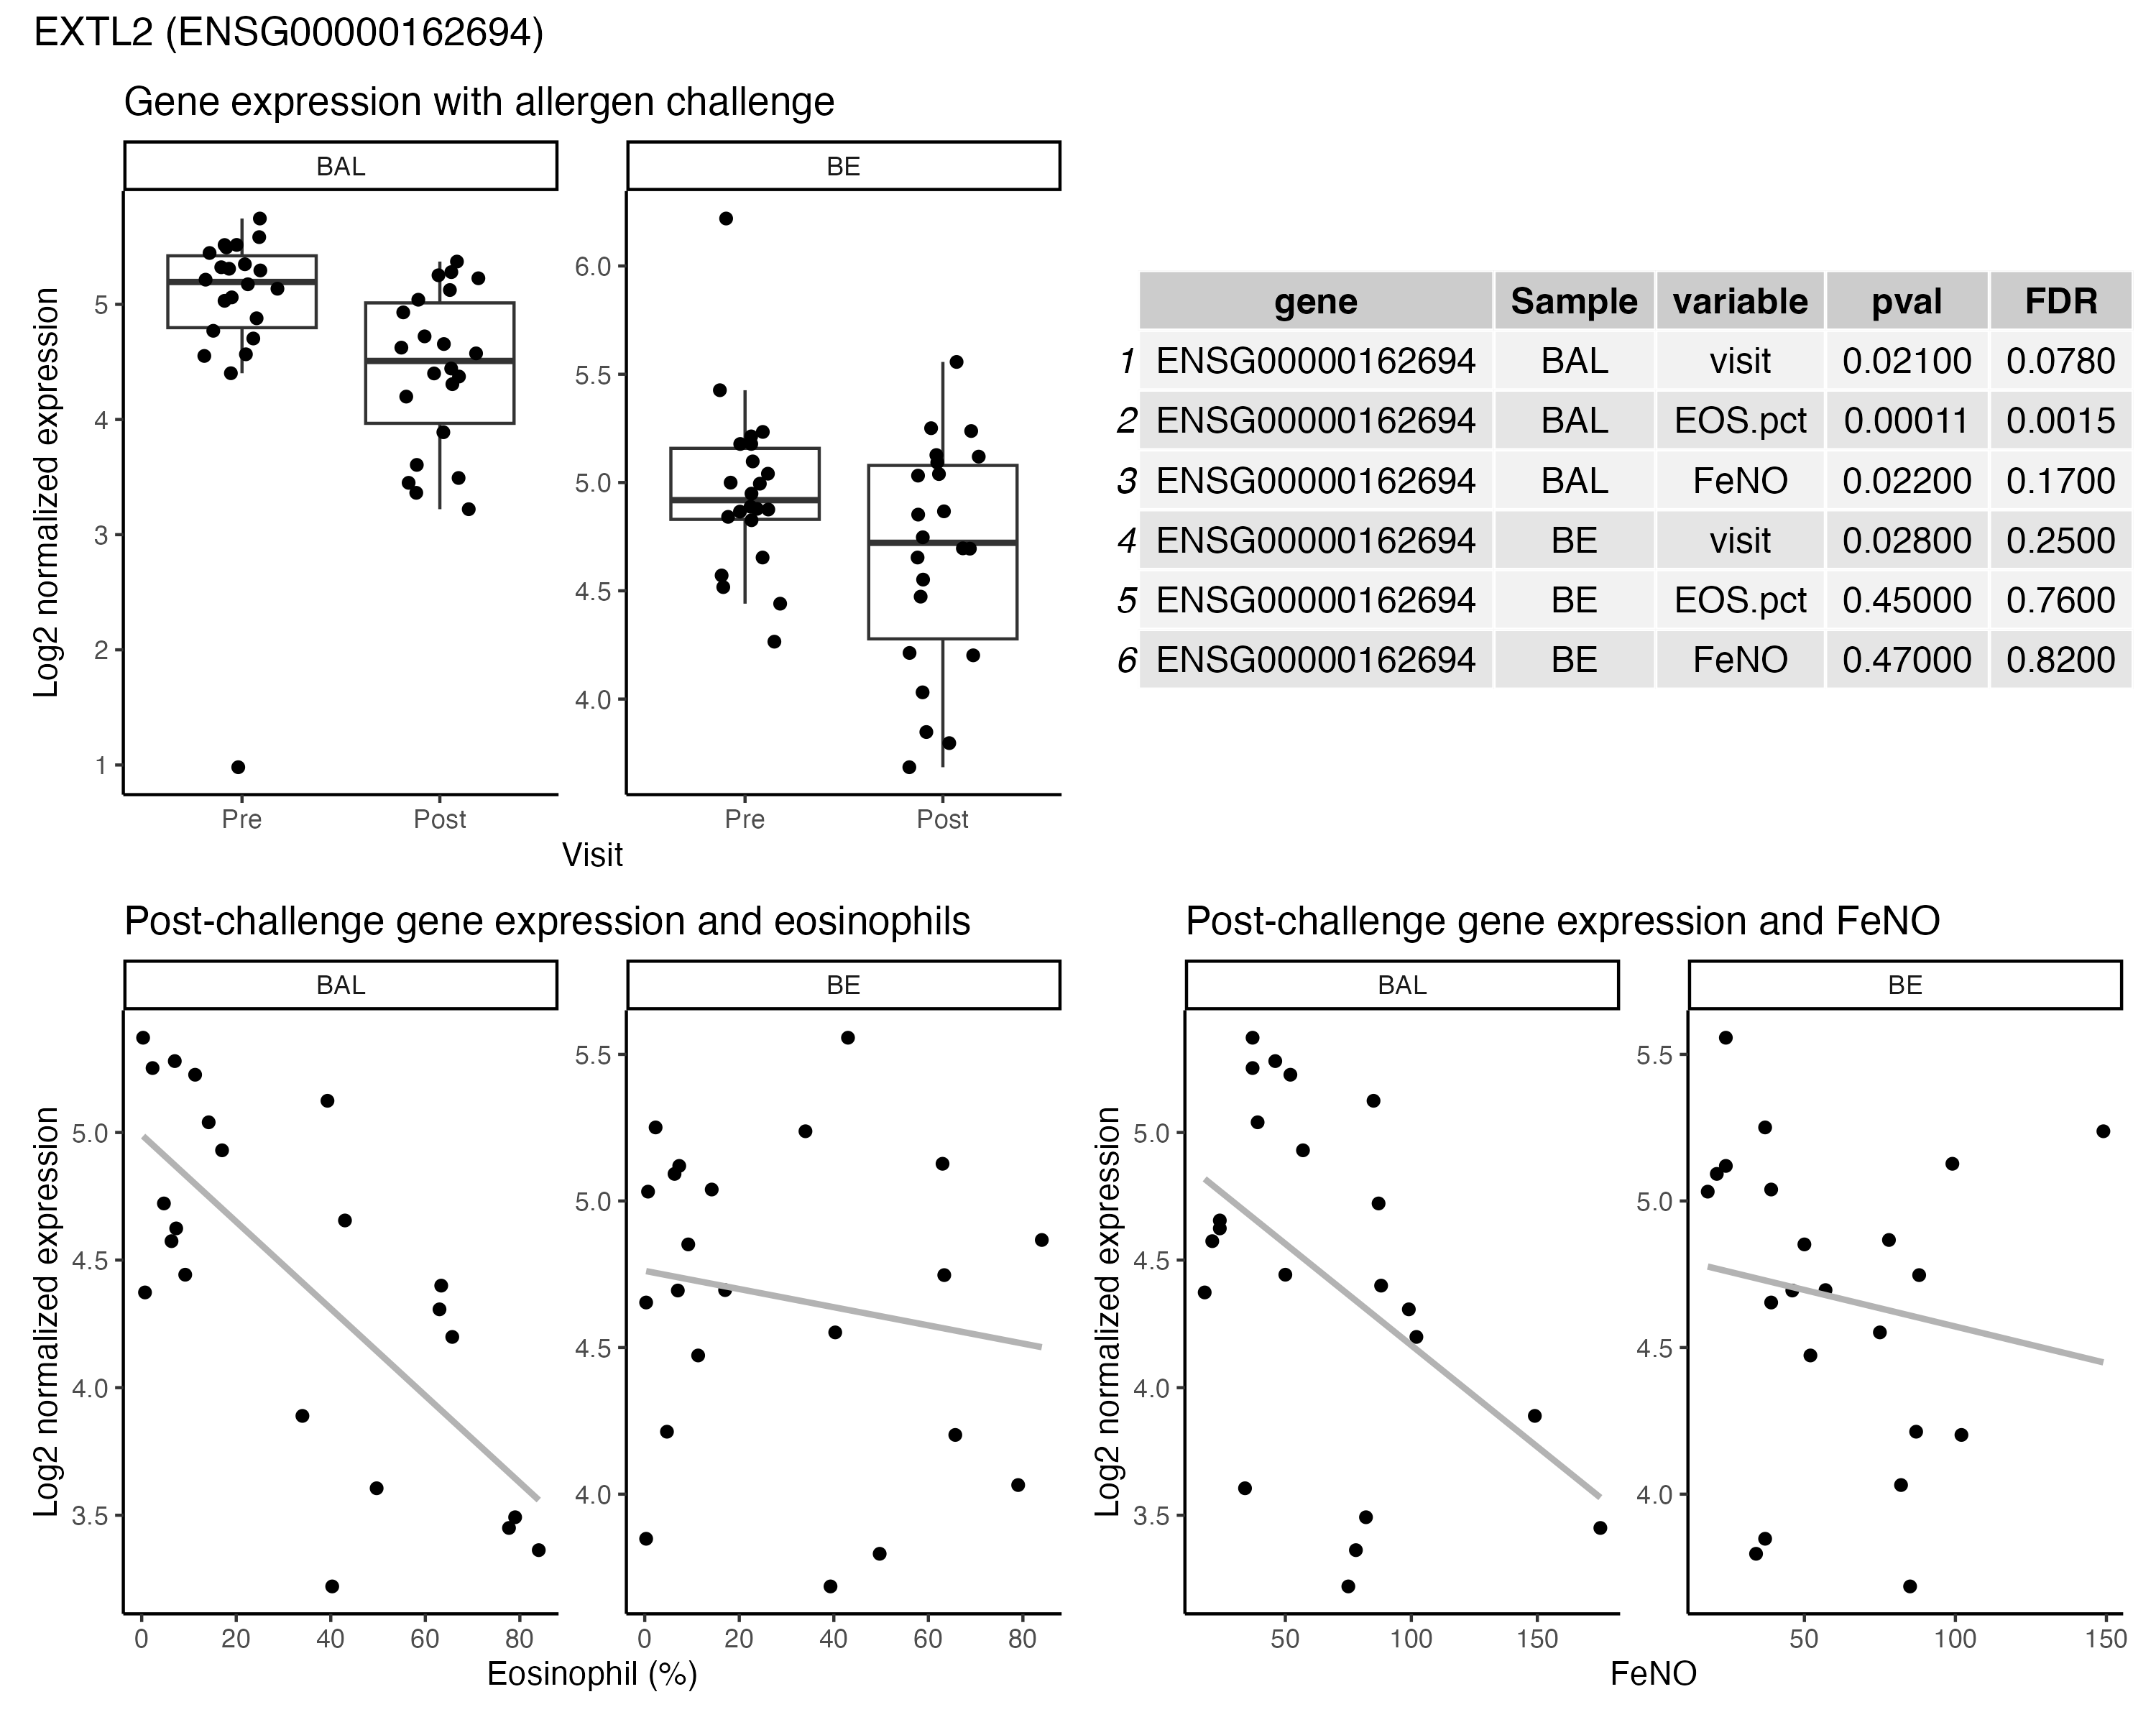 EXTL2 (ENSG00000162694)
Gene expression with allergen challenge
BAL BE
Log2 normalized expression
5
4
3
2
1
6.0
5.5
5.0
4.5
4.0
Pre Post Pre Post
Visit
gene Sample variable pval FDR
1 ENSG00000162694 BAL visit 0.02100 0.0780
2 ENSG00000162694 BAL EOS.pct 0.00011 0.0015
3 ENSG00000162694 BAL FeNO 0.02200 0.1700
4 ENSG00000162694 BE visit 0.02800 0.2500
5 ENSG00000162694 BE EOS.pct 0.45000 0.7600
6 ENSG00000162694 BE FeNO 0.47000 0.8200
Post-challenge gene expression and eosinophils
BAL BE
Log2 normalized expression
5.0
4.5
4.0
3.5
5.5
5.0
4.5
4.0
0 20 40 60 80 0 20 40 60 80
Eosinophil (%)
Post-challenge gene expression and FeNO
BAL BE
Log2 normalized expression
5.0
4.5
4.0
3.5
5.5
5.0
4.5
4.0
50 100 150 50 100 150
FeNO